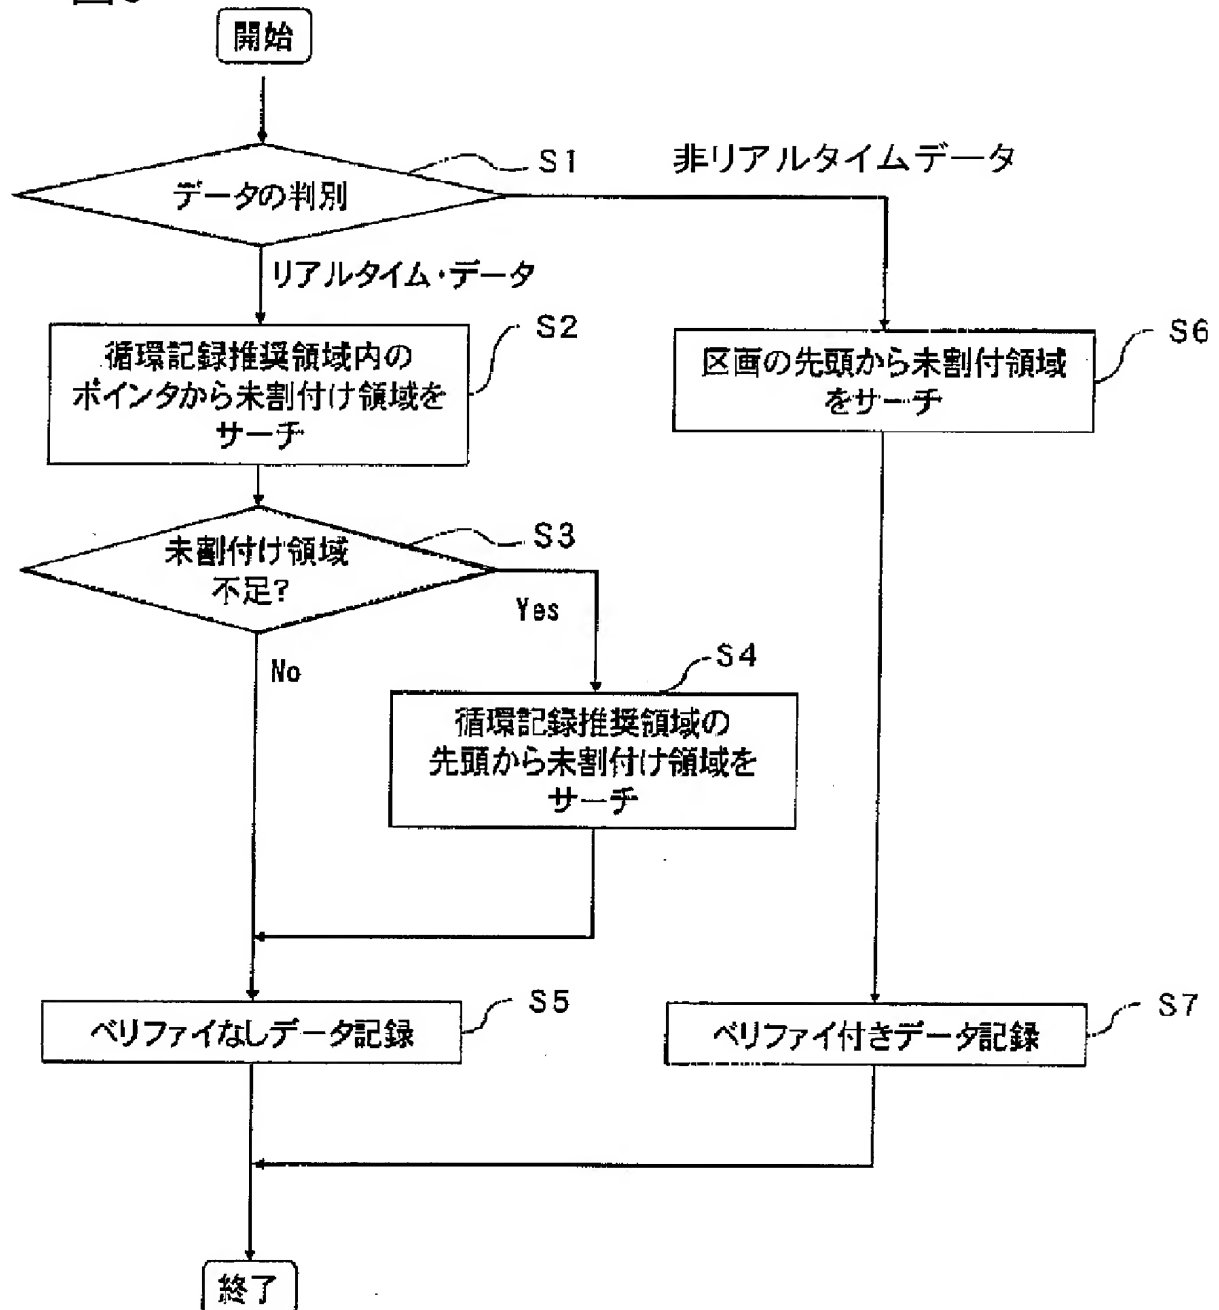 開始
データの判別
S1
非リアルタイムデータ
リアルタイム・データ
循環記録推奨領域内の
ポインタから未割付け領域を
サーチ
S2
区画の先頭から未割付領域
をサーチ
S6
未割付け領域
不足?
S3
Yes
No
S4
循環記録推奨領域の
先頭から未割付け領域を
サーチ
ベリファイなしデータ記録
S5
ベリファイ付きデータ記録
S7
終了